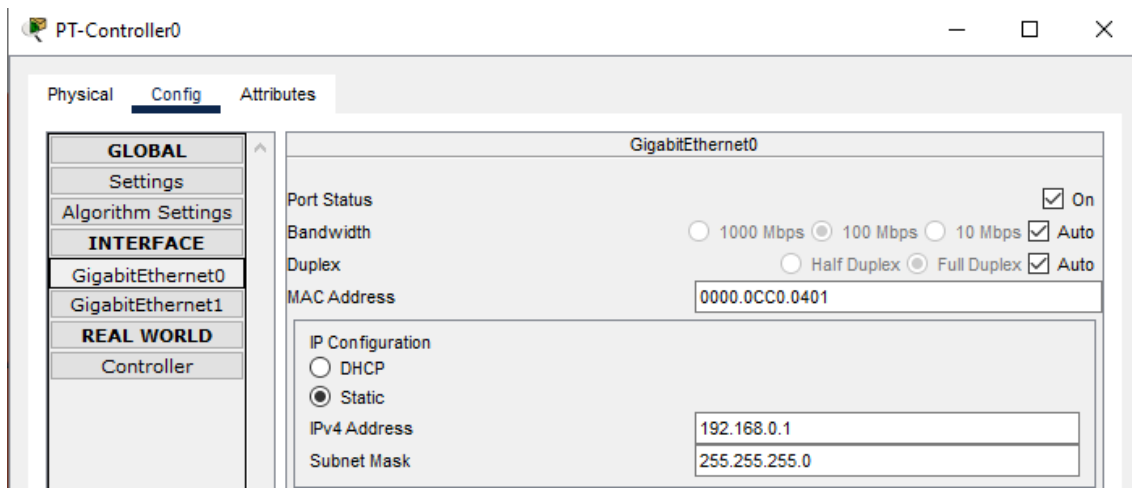 PT-Controller0
Physical Config Attributes
GLOBAL
Settings
Algorithm Settings
INTERFACE
GigabitEthernet0
GigabitEthernet1
REAL WORLD
Controller
GigabitEthernet0
Port Status On
Bandwidth 1000 Mbps 100 Mbps 10 Mbps Auto
Duplex Half Duplex Full Duplex Auto
MAC Address 0000.0CC0.0401
IP Configuration
DHCP
Static
IPv4 Address 192.168.0.1
Subnet Mask 255.255.255.0